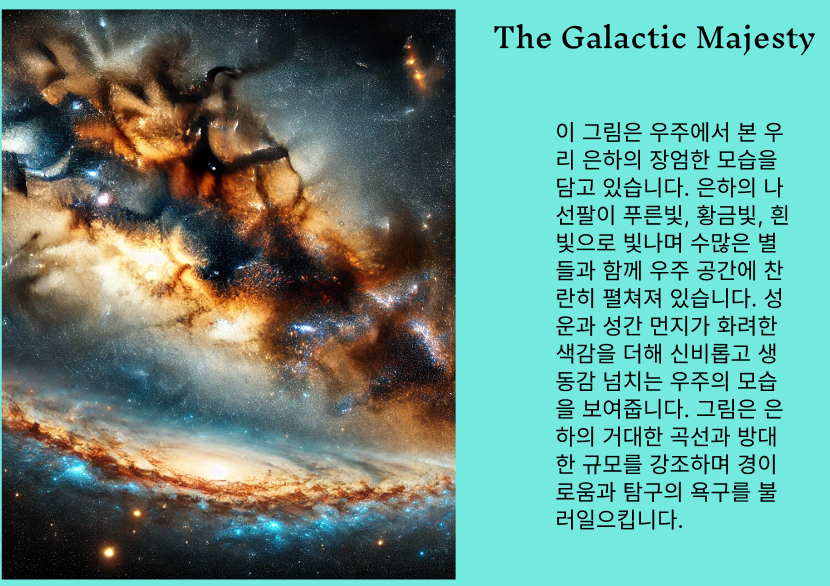 The Galactic Majesty
이 그림은 우주에서 본 우
리 은하의 장엄한 모습을
담고 있습니다. 은하의 나
선팔이 푸른빛, 황금빛, 흰
빛으로 빛나며 수많은 별
들과 함께 우주 공간에 찬
란히 펼쳐져 있습니다. 성
운과 성간 먼지가 화려한
색감을 더해 신비롭고 생
동감 넘치는 우주의 모습
을 보여줍니다. 그림은 은
하의 거대한 곡선과 방대
한 규모를 강조하며 경이
로움과 탐구의 욕구를 불
러일으킵니다.